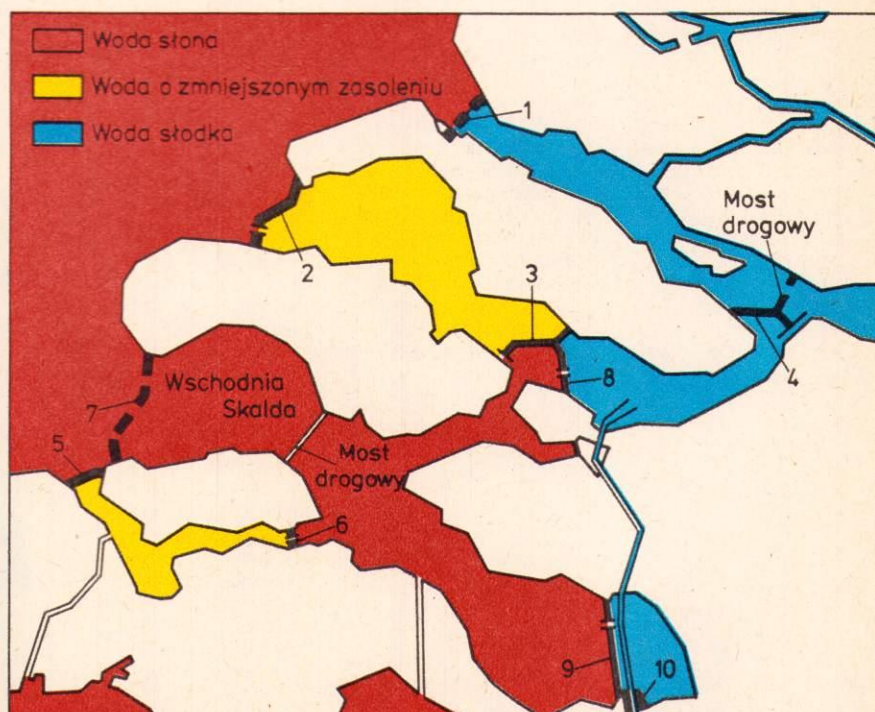 Woda słona
Woda o zmniejszonym zasoleniu
Woda słodka
1
Most
drogowy
2
3
4
8
Wschodnia
Skalda
7
5
Most
drogowy
6
9
10